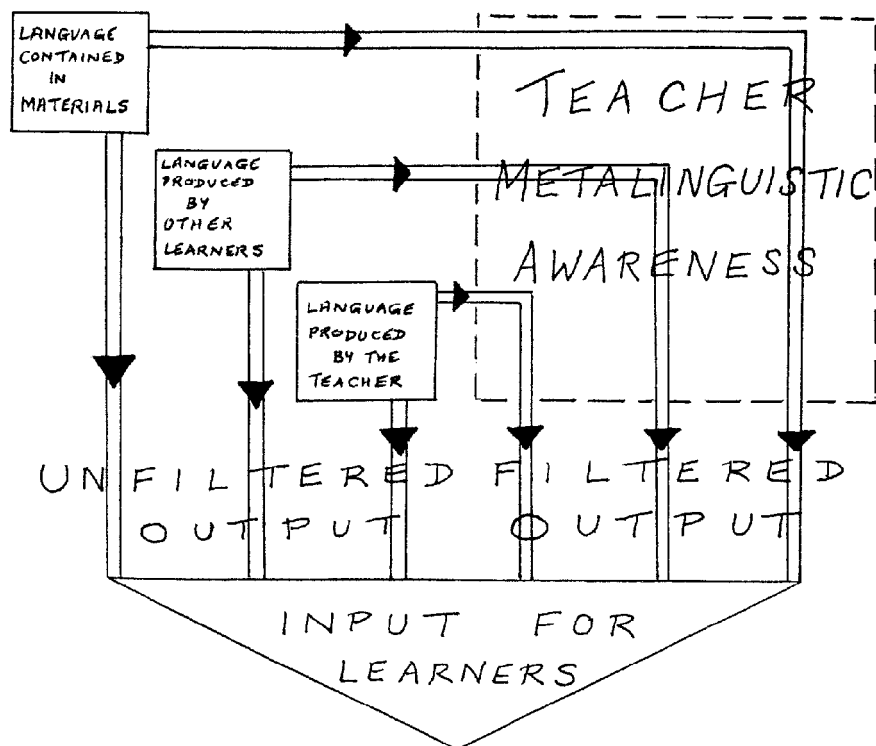 LANGUAGE
CONTAINED
IN
MATERIALS
TEACHER
METALINGUISTIC
AWARENESS
LANGUAGE
PRODUCED
BY
OTHER
LEARNERS
LANGUAGE
PRODUCED
BY THE
TEACHER
UNFILTERED
OUTPUT
FILTERED
OUTPUT
INPUT FOR
LEARNERS